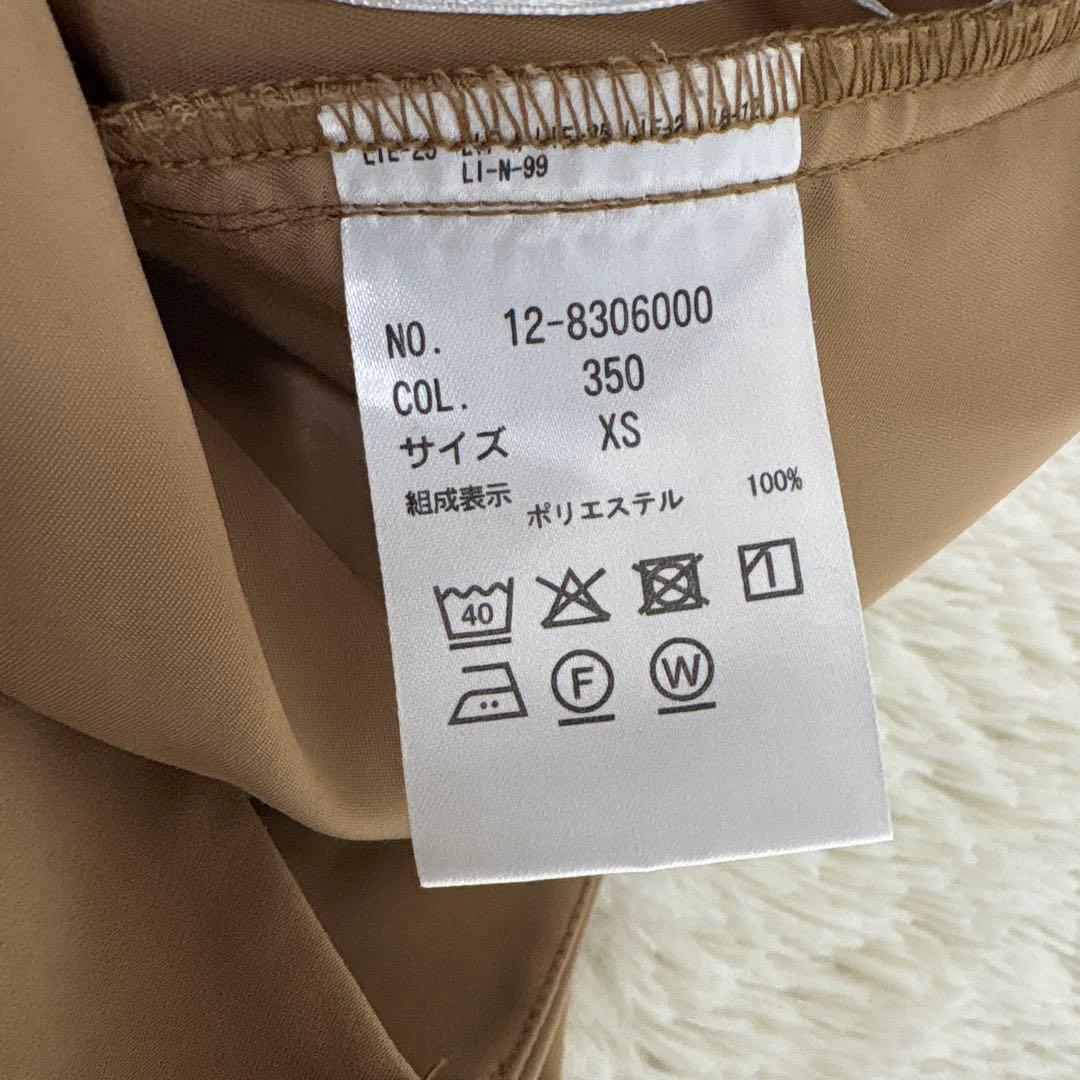 LI-N-99
NO. 12-8306000
COL. 350
サイズ XS
組成表示 ポリエステル 100%
40
F W